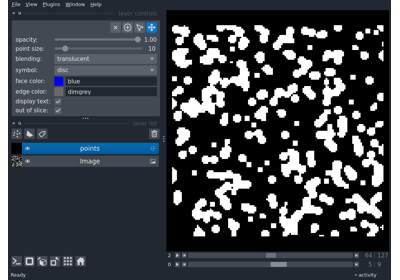 File View Plugins Window Help
layer controls
opacity: 1.00
point size: 10
blending: translucent
symbol: disc
face color: blue
edge color: dimgrey
display text:
out of slice:
layer list
points
Image
2 64 127
0 5 9
Ready
activity